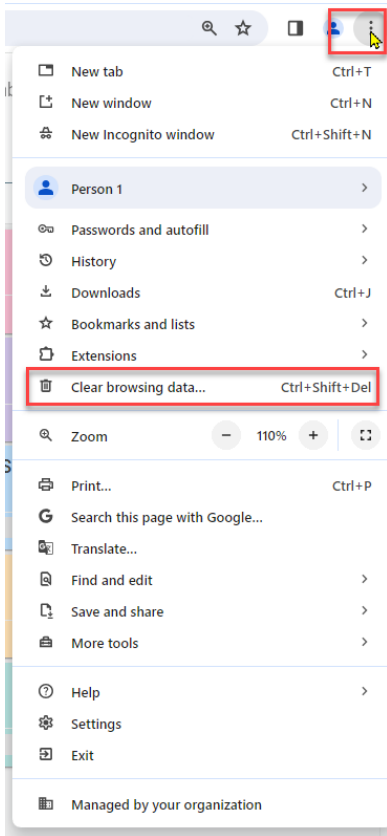 New tab Ctrl+T
New window Ctrl+N
New Incognito window Ctrl+Shift+N
Person 1
Passwords and autofill
History
Downloads Ctrl+J
Bookmarks and lists
Extensions
Clear browsing data... Ctrl+Shift+Del
Zoom − 110% +
Print... Ctrl+P
G Search this page with Google...
Translate...
Find and edit
Save and share
More tools
Help
Settings
Exit
Managed by your organization